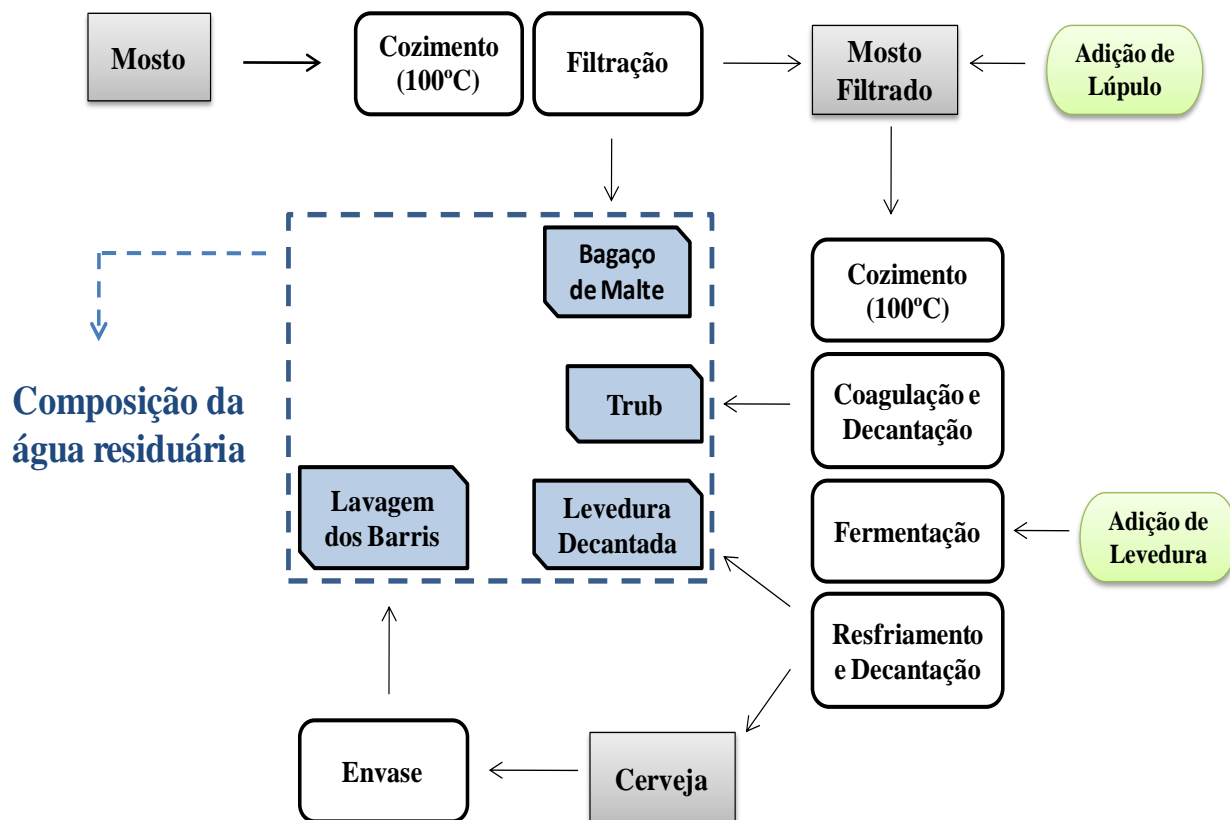 Mosto
Cozimento
(100ºC)
Filtração
Mosto
Filtrado
Adição de
Lúpulo
Bagaço
de Malte
Cozimento
(100ºC)
Trub
Coagulação e
Decantação
Composição da
água residuária
Lavagem
dos Barris
Levedura
Decantada
Fermentação
Adição de
Levedura
Resfriamento
e Decantação
Envase
Cerveja